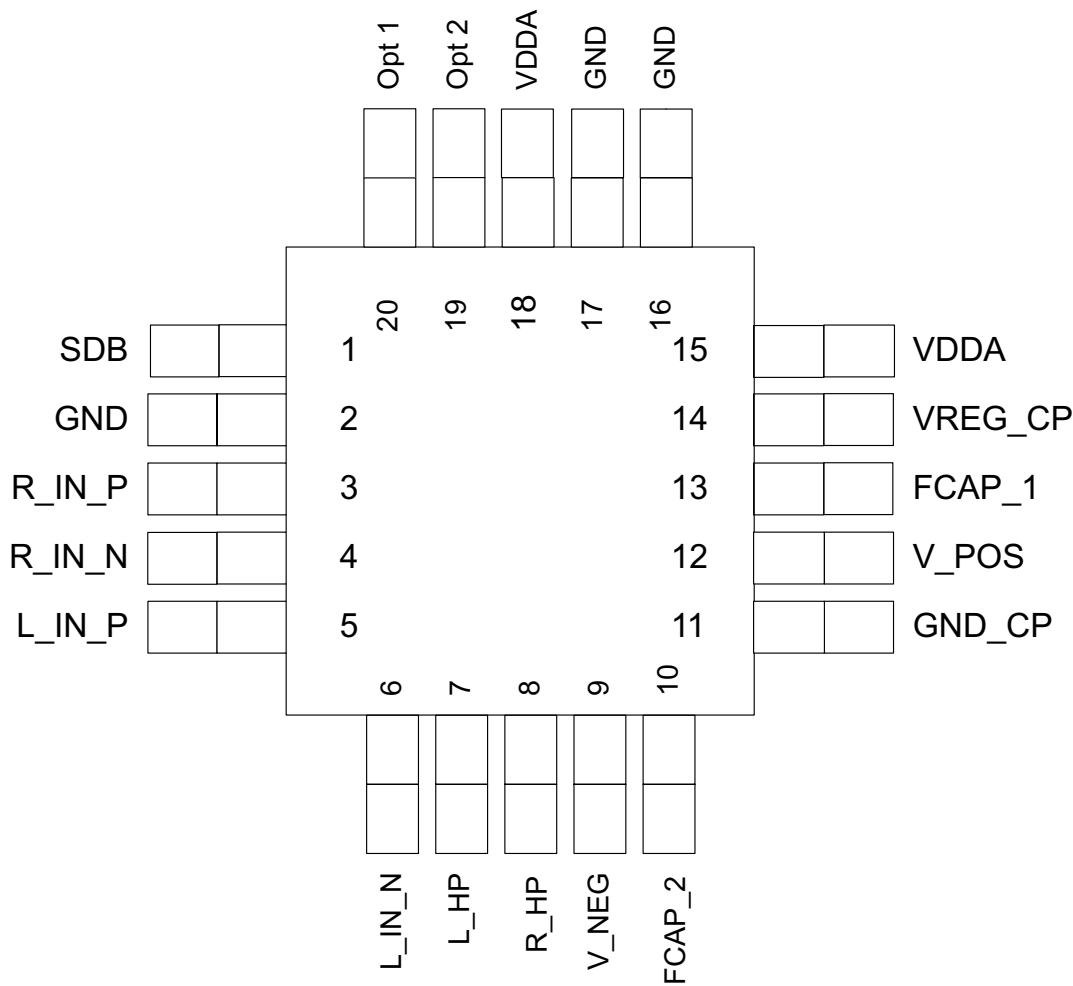 Opt 1
Opt 2
VDDA
GND
GND
20
19
18
17
16
SDB
1
15
VDDA
GND
2
14
VREG_CP
R_IN_P
3
13
FCAP_1
R_IN_N
4
12
V_POS
L_IN_P
5
11
GND_CP
6
7
8
9
10
L_IN_N
L_HP
R_HP
V_NEG
FCAP_2